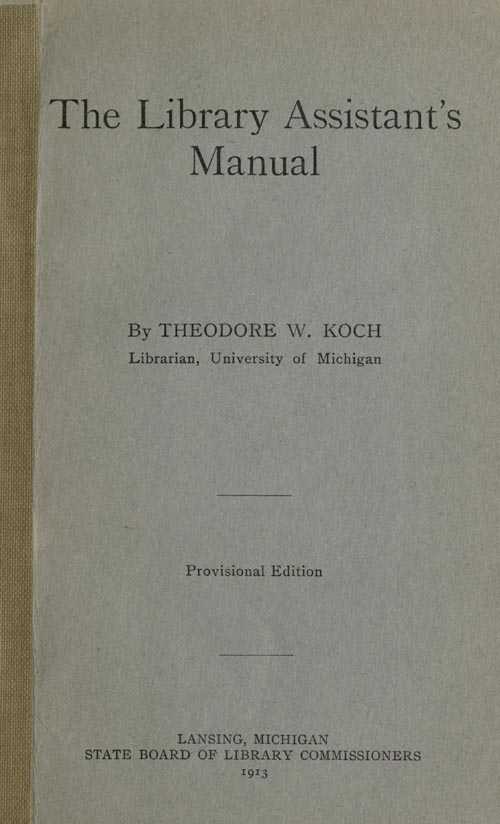 The Library Assistant's
Manual
By THEODORE W. KOCH
Librarian, University of Michigan
Provisional Edition
LANSING, MICHIGAN
STATE BOARD OF LIBRARY COMMISSIONERS
1913